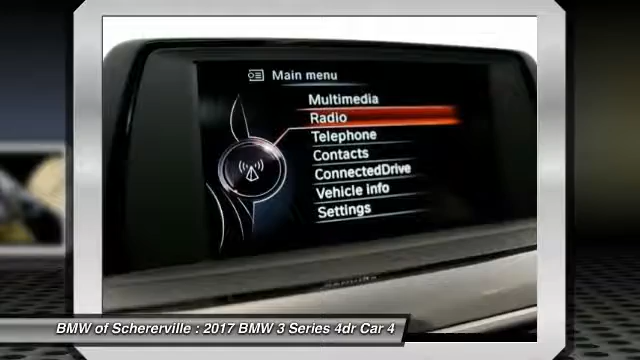 Main menu
Multimedia
Radio
Telephone
Contacts
ConnectedDrive
Vehicle info
Settings
BMW of Schererville : 2017 BMW 3 Series 4dr Car 4